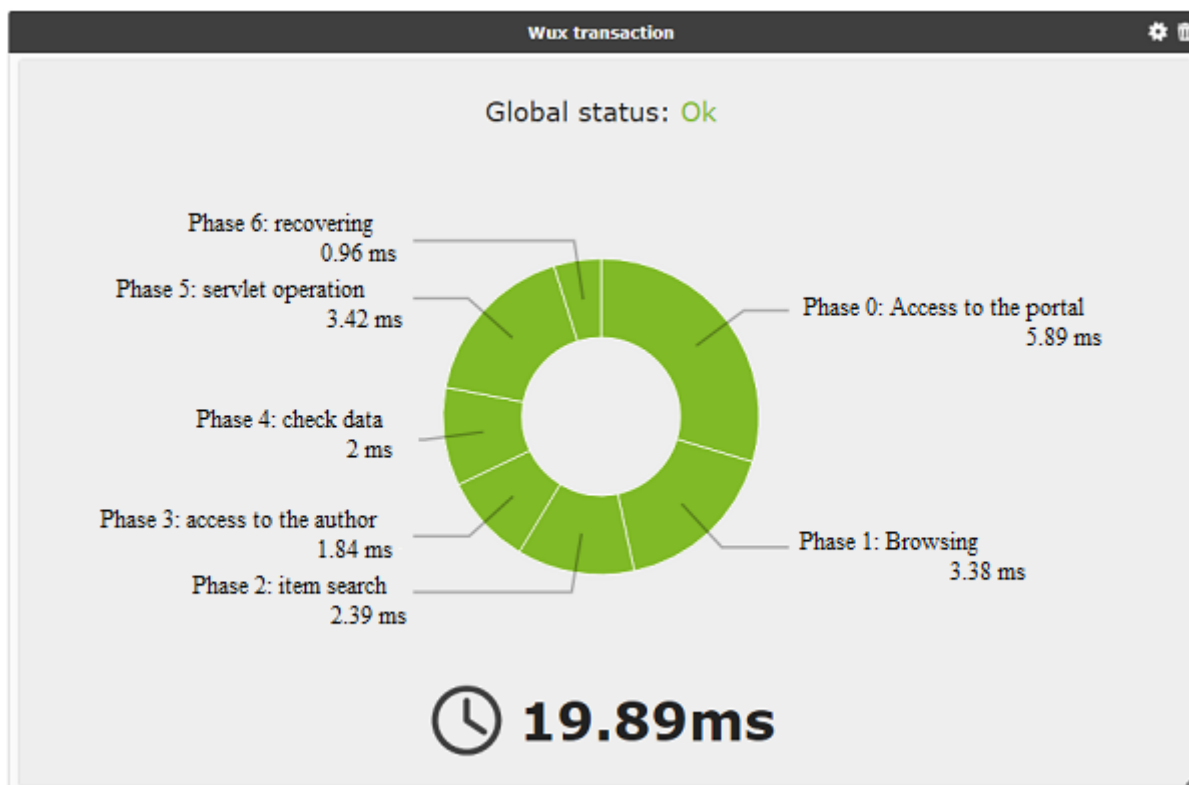 Wux transaction
Global status: Ok
Phase 6: recovering
0.96 ms
Phase 5: servlet operation
3.42 ms
Phase 0: Access to the portal
5.89 ms
Phase 4: check data
2 ms
Phase 3: access to the author
1.84 ms
Phase 1: Browsing
3.38 ms
Phase 2: item search
2.39 ms
19.89ms